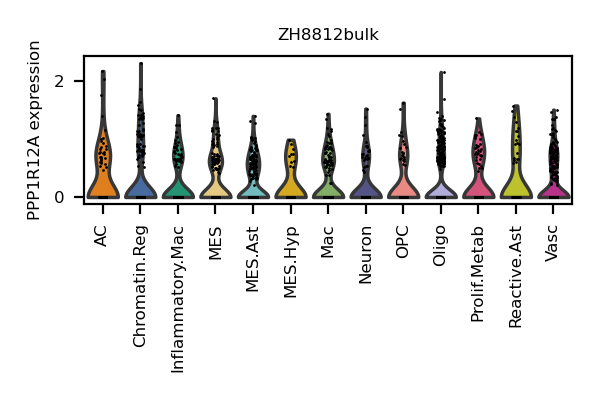 ZH8812bulk
PPP1R12A expression
2
0
AC
Chromatin.Reg
Inflammatory.Mac
MES
MES.Ast
MES.Hyp
Mac
Neuron
OPC
Oligo
Prolif.Metab
Reactive.Ast
Vasc